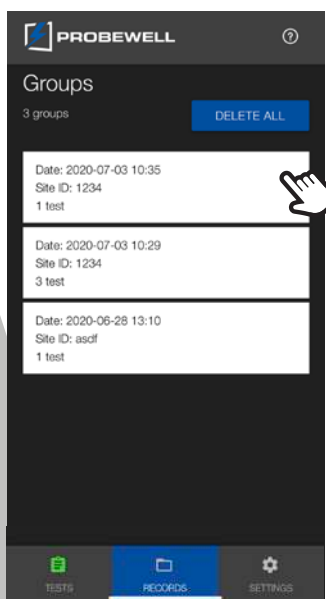 PROBEWELL
Groups
3 groups
DELETE ALL
Date: 2020-07-03 10:35
Site ID: 1234
1 test
Date: 2020-07-03 10:29
Site ID: 1234
3 test
Date: 2020-06-28 13:10
Site ID: asdf
1 test
TESTS
RECORDS
SETTINGS